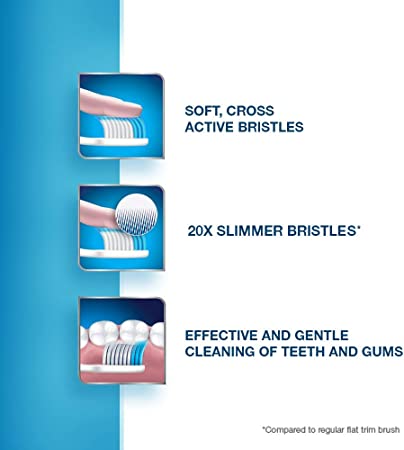 SOFT, CROSS
ACTIVE BRISTLES
20X SLIMMER BRISTLES*
EFFECTIVE AND GENTLE
CLEANING OF TEETH AND GUMS
*Compared to regular flat trim brush